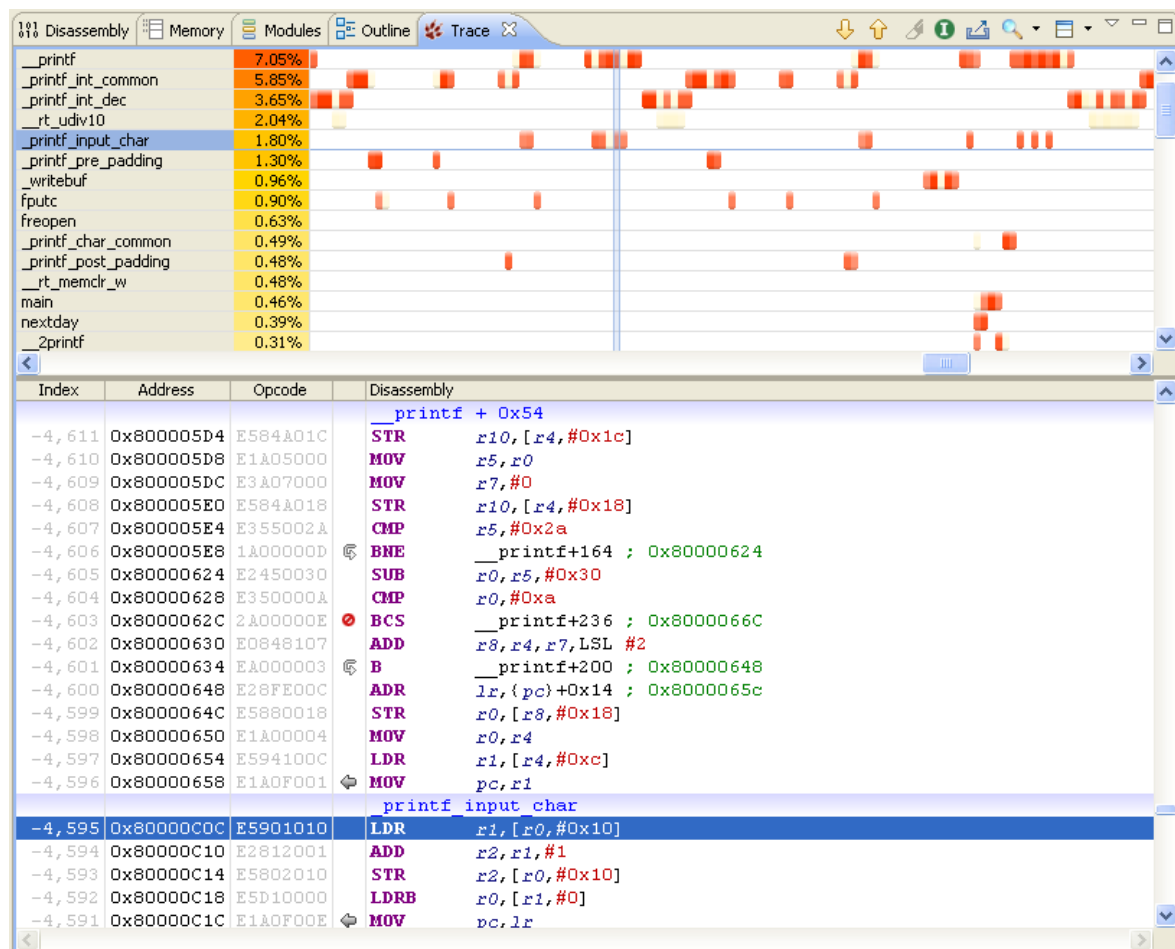 Disassembly Memory Modules Outline Trace
__printf 7.05%
_printf_int_common 5.85%
_printf_int_dec 3.65%
__rt_udiv10 2.04%
_printf_input_char 1.80%
_printf_pre_padding 1.30%
_writebuf 0.96%
fputc 0.90%
freopen 0.63%
_printf_char_common 0.49%
_printf_post_padding 0.48%
__rt_memclr_w 0.48%
main 0.46%
nextday 0.39%
__2printf 0.31%
Index Address Opcode Disassembly
__printf + 0x54
-4,611 0x800005D4 E584A01C STR r10,[r4,#0x1c]
-4,610 0x800005D8 E1A05000 MOV r5,r0
-4,609 0x800005DC E3A07000 MOV r7,#0
-4,608 0x800005E0 E584A018 STR r10,[r4,#0x18]
-4,607 0x800005E4 E355002A CMP r5,#0x2a
-4,606 0x800005E8 1A00000D BNE __printf+164 ; 0x80000624
-4,605 0x80000624 E2450030 SUB r0,r5,#0x30
-4,604 0x80000628 E350000A CMP r0,#0xa
-4,603 0x8000062C 2A00000E BCS __printf+236 ; 0x8000066C
-4,602 0x80000630 E0848107 ADD r8,r4,r7,LSL #2
-4,601 0x80000634 EA000003 B __printf+200 ; 0x80000648
-4,600 0x80000648 E28FE00C ADR lr,{pc}+0x14 ; 0x8000065c
-4,599 0x8000064C E5880018 STR r0,[r8,#0x18]
-4,598 0x80000650 E1A00004 MOV r0,r4
-4,597 0x80000654 E594100C LDR r1,[r4,#0xc]
-4,596 0x80000658 E1A0F001 MOV pc,r1
_printf_input_char
-4,595 0x80000C0C E5901010 LDR r1,[r0,#0x10]
-4,594 0x80000C10 E2812001 ADD r2,r1,#1
-4,593 0x80000C14 E5802010 STR r2,[r0,#0x10]
-4,592 0x80000C18 E5D10000 LDRB r0,[r1,#0]
-4,591 0x80000C1C E1A0F00E MOV pc,lr